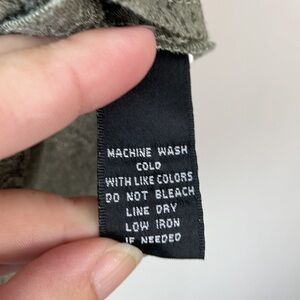 MACHINE WASH
COLD
WITH LIKE COLORS
DO NOT BLEACH
LINE DRY
LOW IRON
IF NEEDED